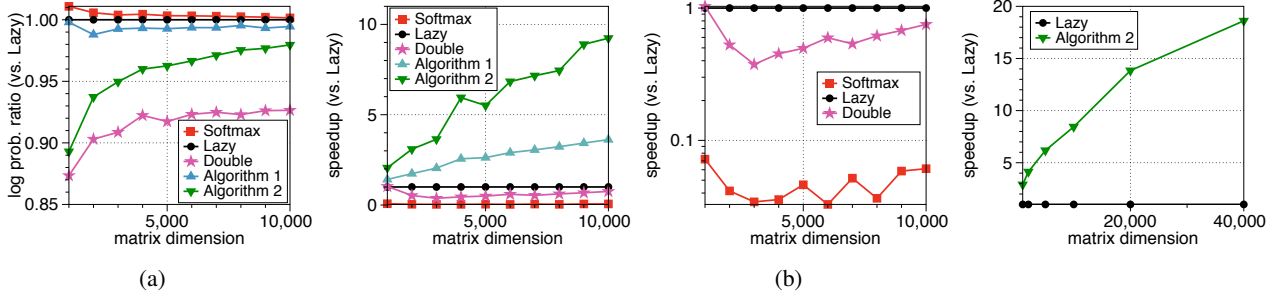 log prob. ratio (vs. Lazy)
1.00
0.95
0.90
0.85
5,000
10,000
matrix dimension
Softmax
Lazy
Double
Algorithm 1
Algorithm 2
speedup (vs. Lazy)
10
5
0
5,000
10,000
matrix dimension
Softmax
Lazy
Double
Algorithm 1
Algorithm 2
(a)
speedup (vs. Lazy)
1
0.1
5,000
10,000
matrix dimension
Softmax
Lazy
Double
(b)
speedup (vs. Lazy)
20
15
10
5
20,000
40,000
matrix dimension
Lazy
Algorithm 2